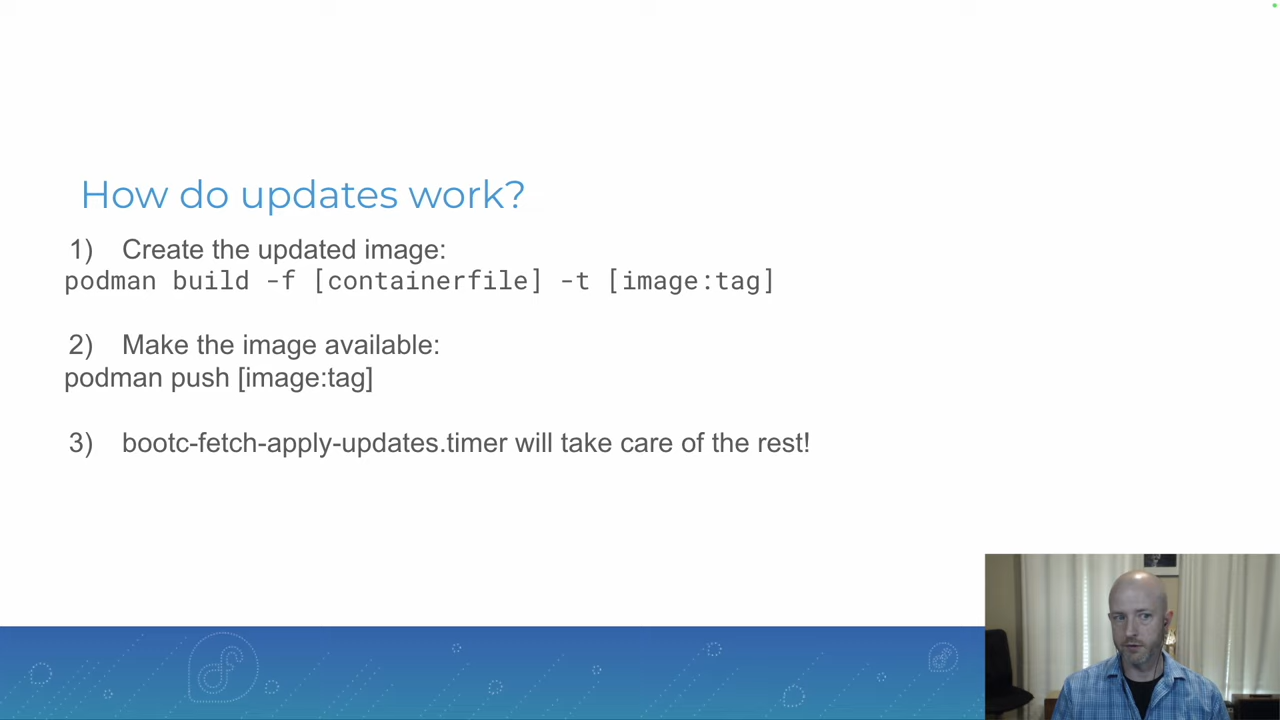 How do updates work?
1) Create the updated image:
podman build -f [containerfile] -t [image:tag]
2) Make the image available:
podman push [image:tag]
3) bootc-fetch-apply-updates.timer will take care of the rest!